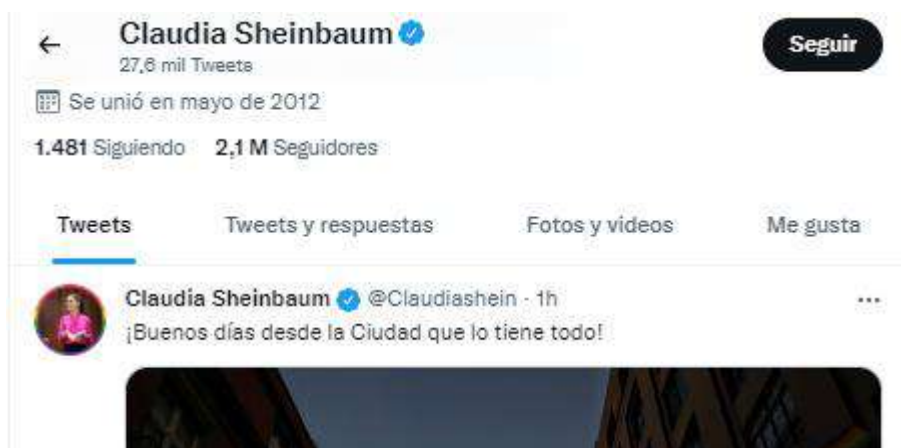 Claudia Sheinbaum
Seguir
27,6 mil Tweets
Se unió en mayo de 2012
1.481 Siguiendo 2,1 M Seguidores
Tweets Tweets y respuestas Fotos y videos Me gusta
Claudia Sheinbaum @Claudiashein · 1h
¡Buenos días desde la Ciudad que lo tiene todo!